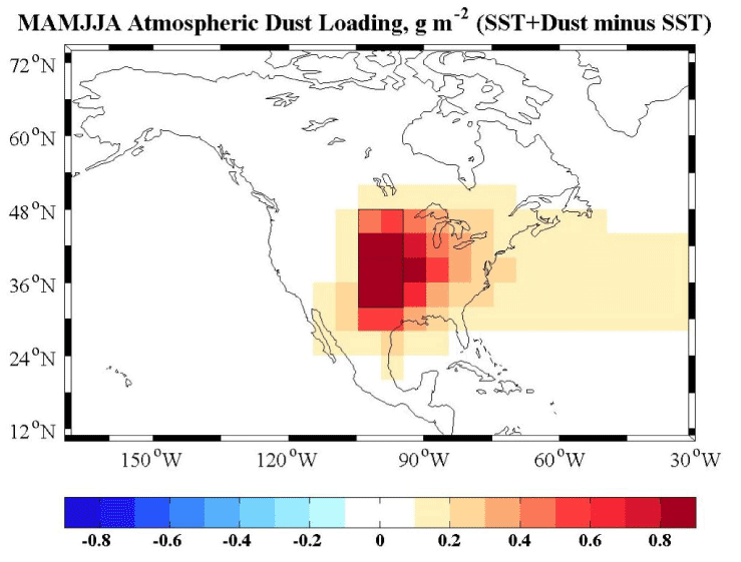 MAMJJA Atmospheric Dust Loading, g m⁻² (SST+Dust minus SST)
72°N
60°N
48°N
36°N
24°N
12°N
150°W 120°W 90°W 60°W 30°W
-0.8 -0.6 -0.4 -0.2 0 0.2 0.4 0.6 0.8